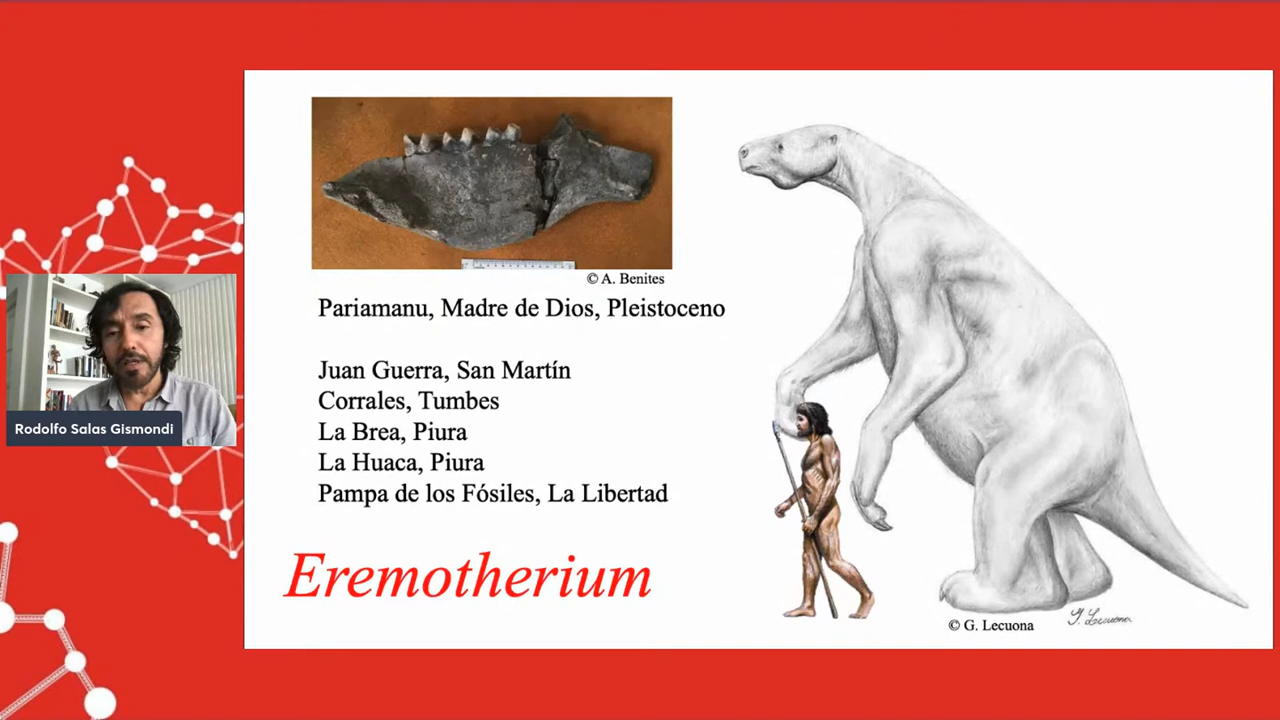 © A. Benites
Pariamanu, Madre de Dios, Pleistoceno
Juan Guerra, San Martín
Corrales, Tumbes
La Brea, Piura
La Huaca, Piura
Pampa de los Fósiles, La Libertad
Eremotherium
© G. Lecuona
G. Lecuona
Rodolfo Salas Gismondi